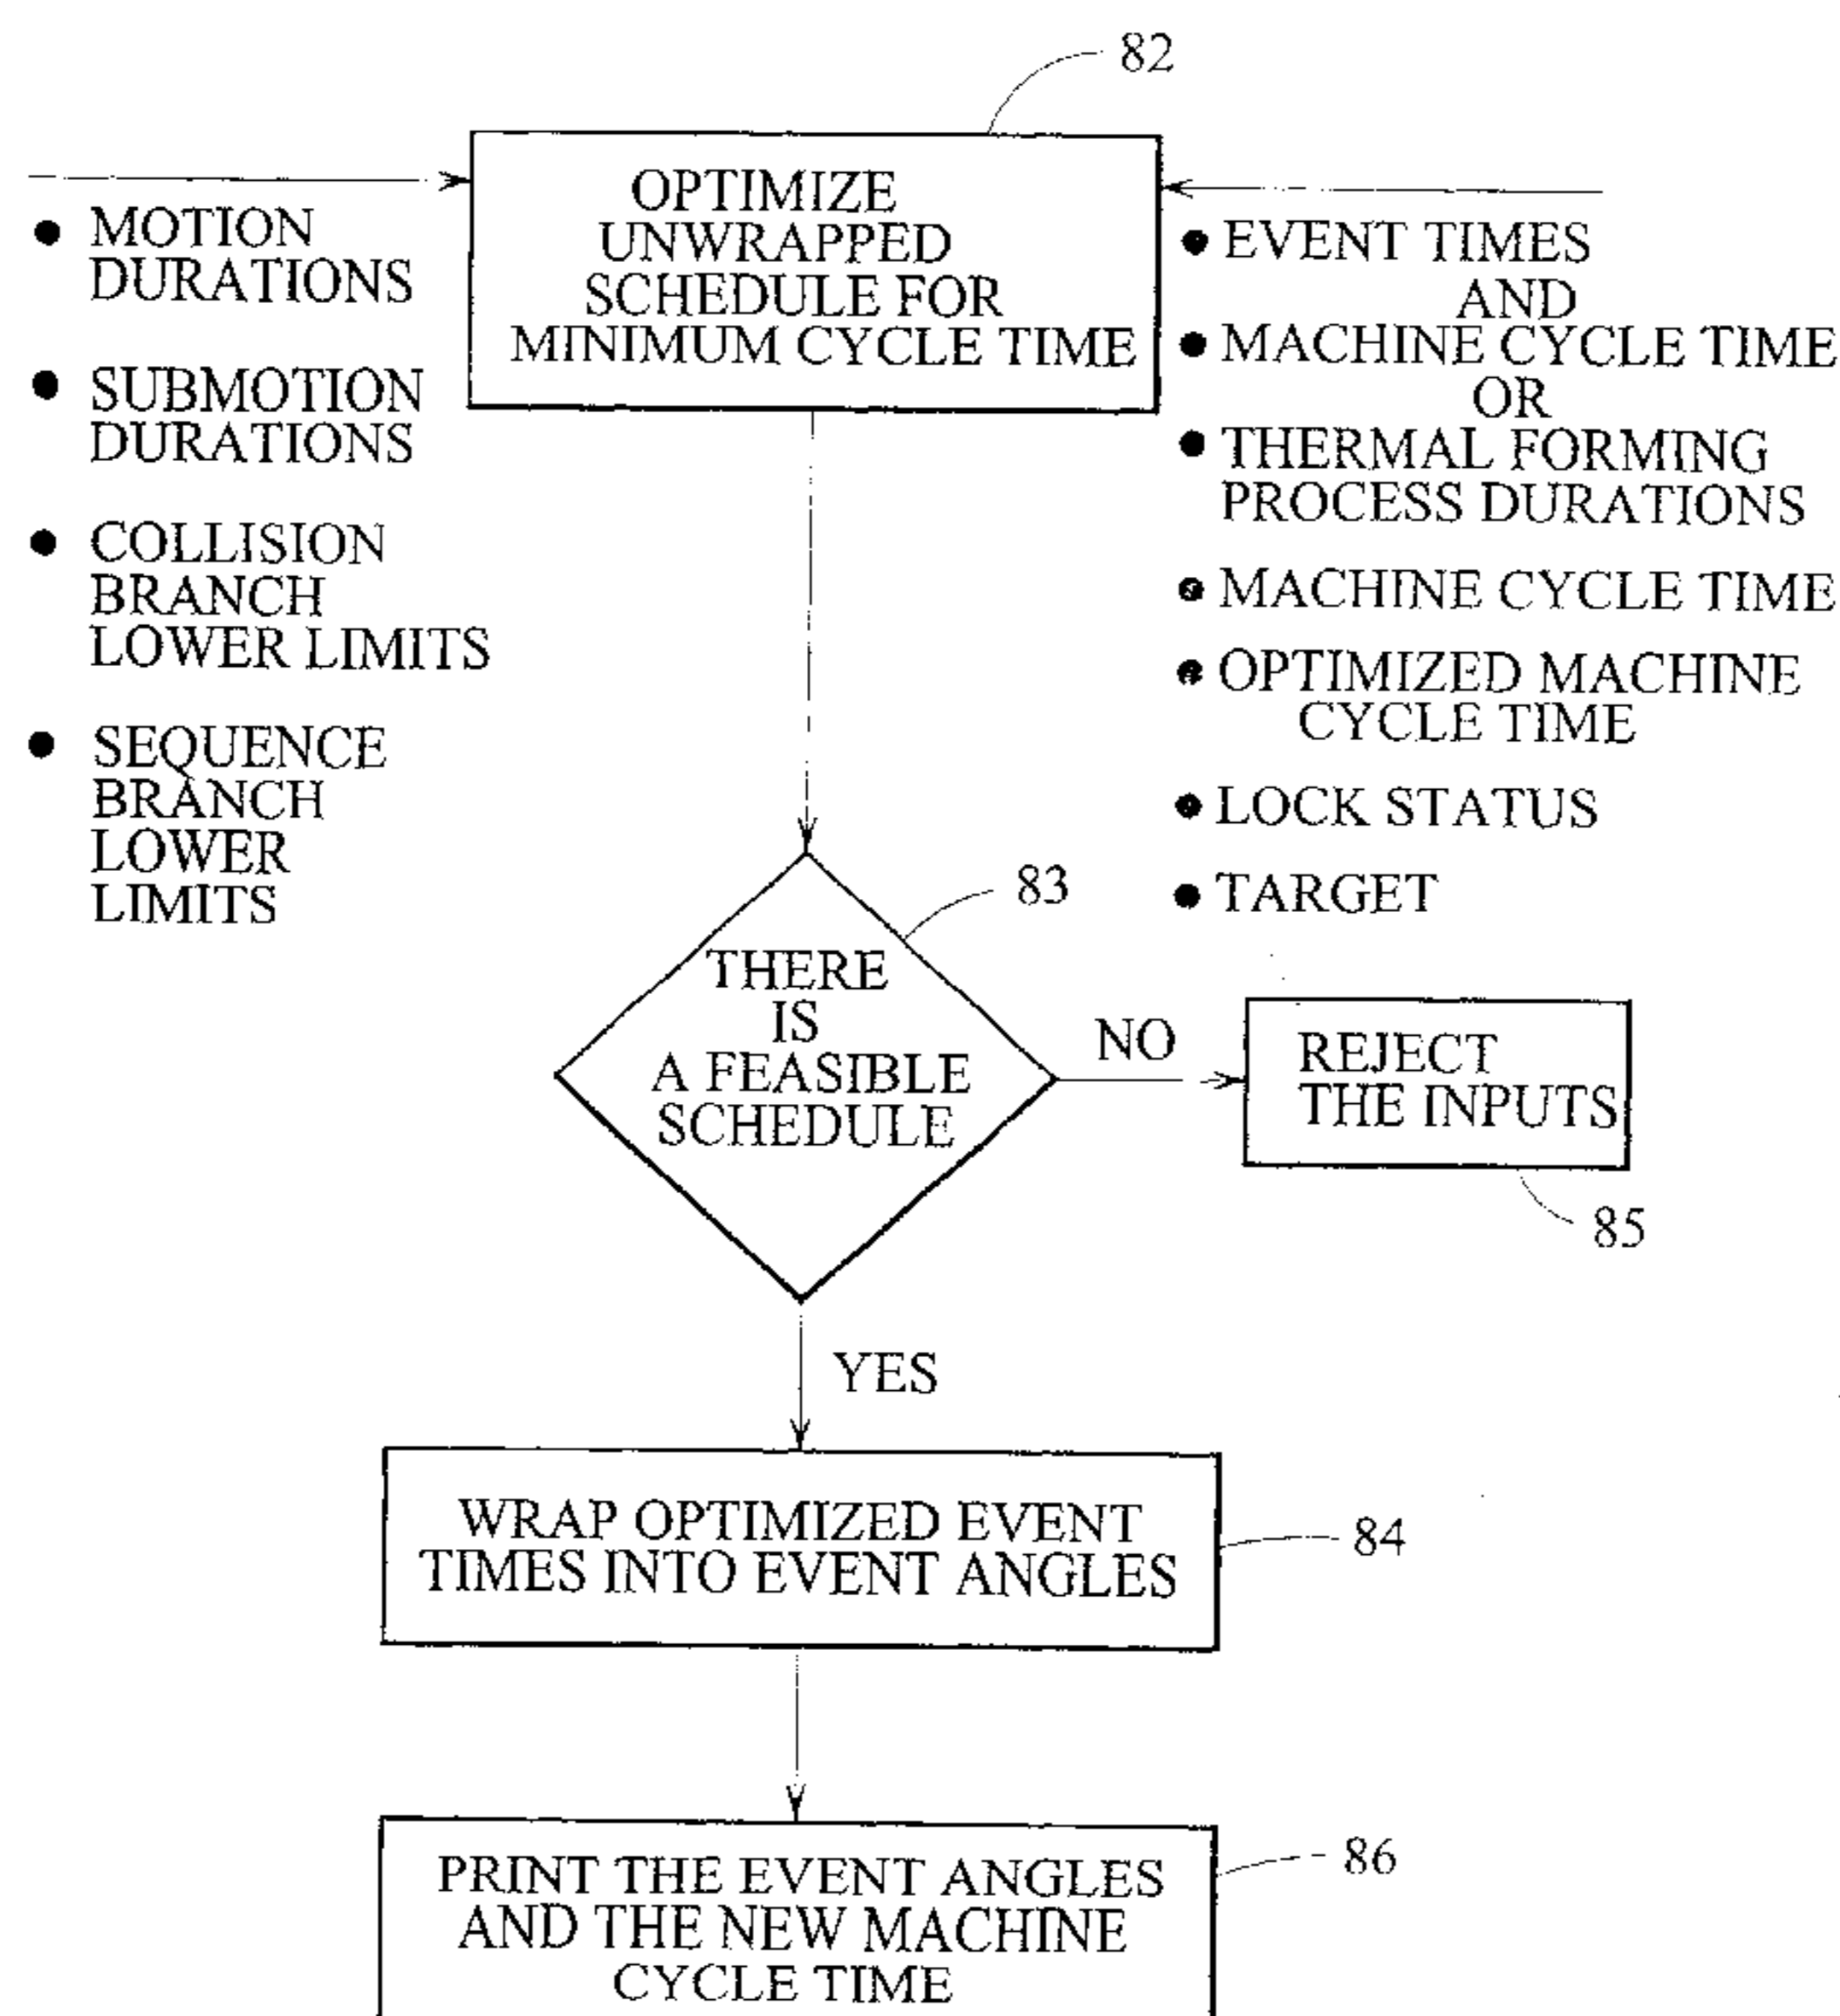 82
OPTIMIZE
UNWRAPPED
SCHEDULE FOR
MINIMUM CYCLE TIME
● MOTION
DURATIONS
● SUBMOTION
DURATIONS
● COLLISION
BRANCH
LOWER LIMITS
● SEQUENCE
BRANCH
LOWER
LIMITS
● EVENT TIMES
AND
● MACHINE CYCLE TIME
OR
● THERMAL FORMING
PROCESS DURATIONS
● MACHINE CYCLE TIME
● OPTIMIZED MACHINE
CYCLE TIME
● LOCK STATUS
● TARGET
83
THERE
IS
A FEASIBLE
SCHEDULE
NO
REJECT
THE INPUTS
85
YES
WRAP OPTIMIZED EVENT
TIMES INTO EVENT ANGLES
84
PRINT THE EVENT ANGLES
AND THE NEW MACHINE
CYCLE TIME
86